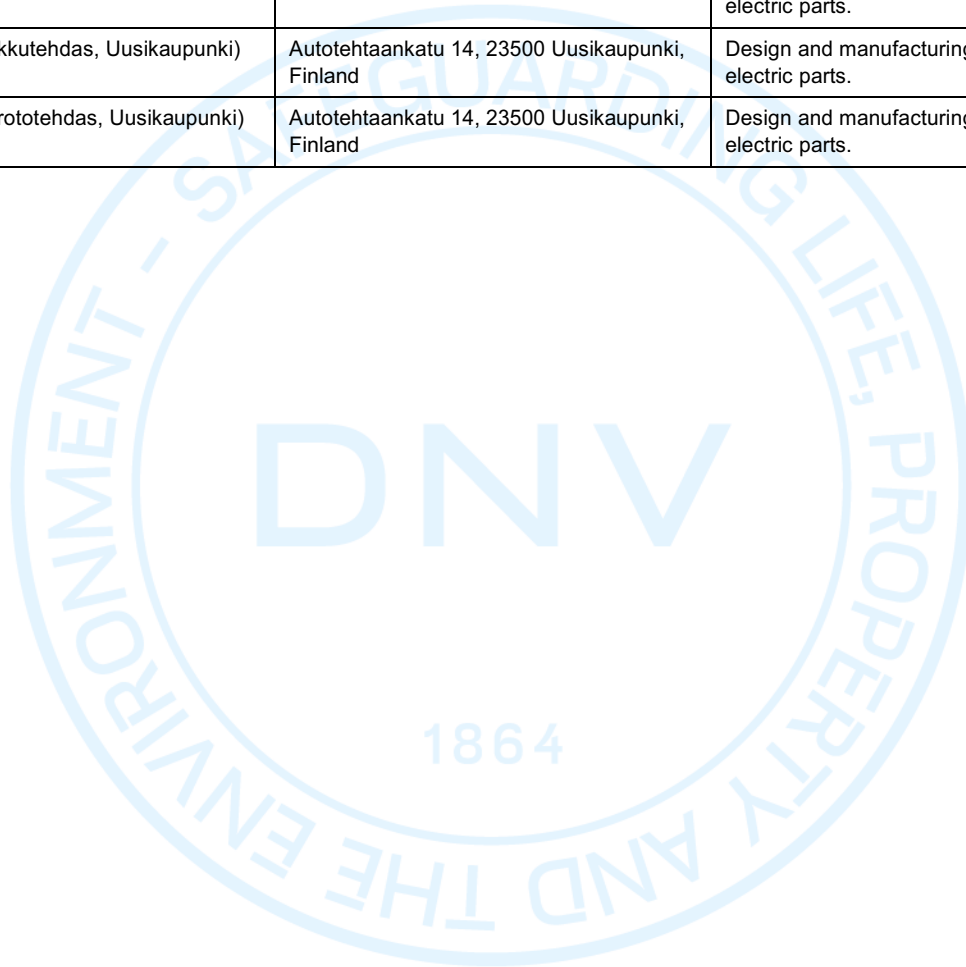 electric parts.
kkutehdas, Uusikaupunki) Autotehtaankatu 14, 23500 Uusikaupunki, Design and manufacturing
Finland electric parts.
rototehdas, Uusikaupunki) Autotehtaankatu 14, 23500 Uusikaupunki, Design and manufacturing
Finland electric parts.
SAFEGUARDING LIFE, PROPERTY AND THE ENVIRONMENT -
DNV
1864